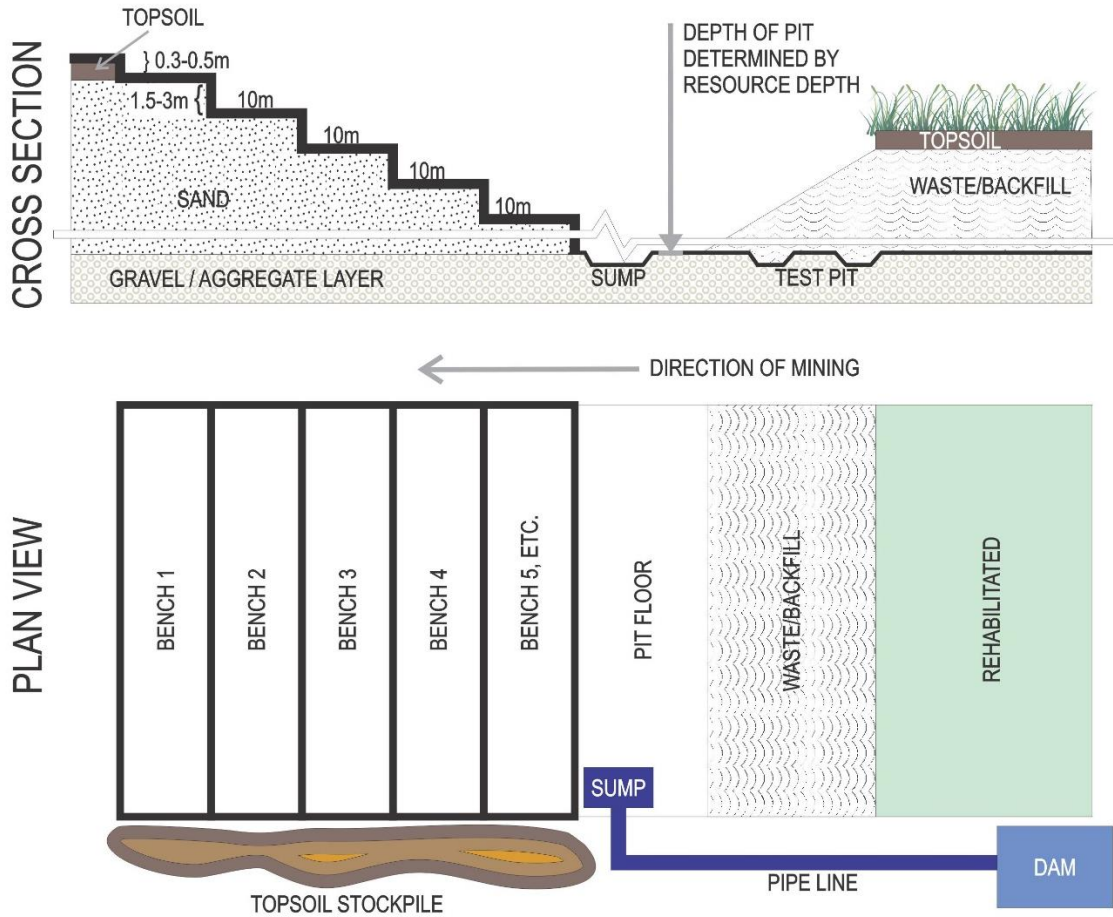 CROSS SECTION
TOPSOIL
} 0.3-0.5m
1.5-3m {
10m
10m
10m
10m
SAND
GRAVEL / AGGREGATE LAYER
SUMP
TEST PIT
DEPTH OF PIT
DETERMINED BY
RESOURCE DEPTH
TOPSOIL
WASTE/BACKFILL
DIRECTION OF MINING
PLAN VIEW
BENCH 1
BENCH 2
BENCH 3
BENCH 4
BENCH 5, ETC.
PIT FLOOR
WASTE/BACKFILL
REHABILITATED
SUMP
PIPE LINE
DAM
TOPSOIL STOCKPILE